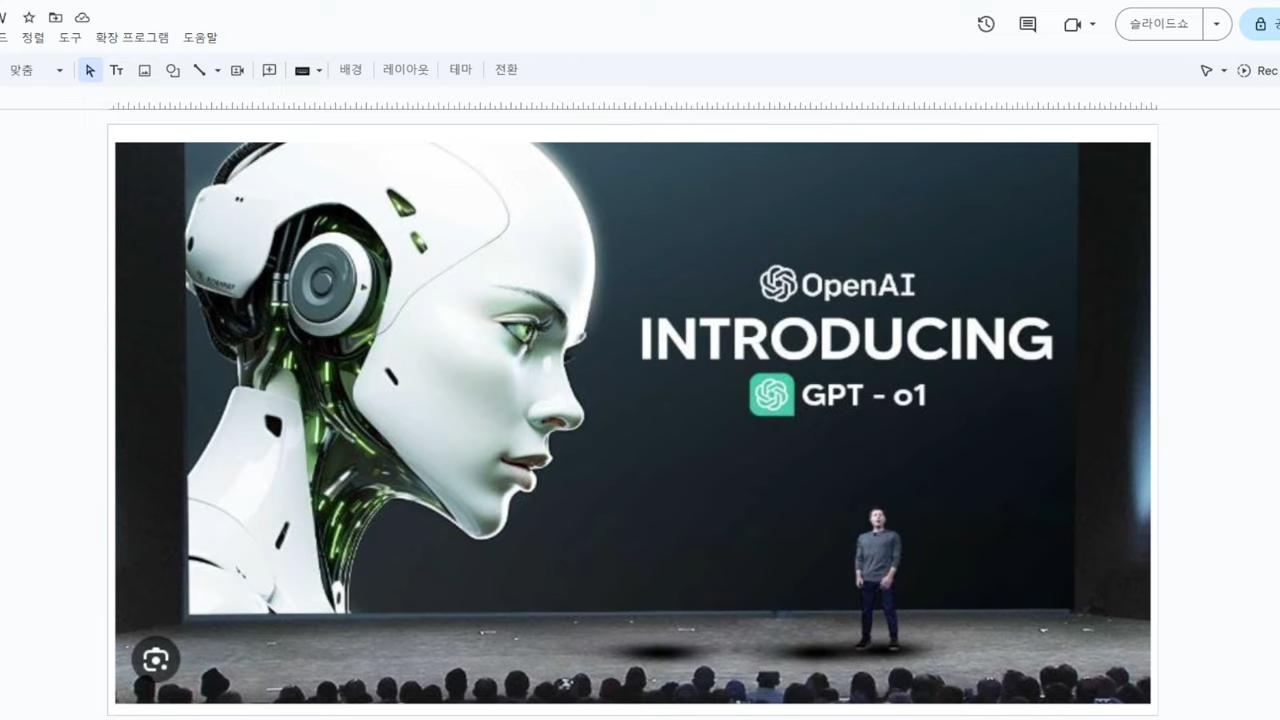 정렬 도구 확장 프로그램 도움말
슬라이드쇼
맞춤 배경 레이아웃 테마 전환
Rec
OpenAI
INTRODUCING
GPT - o1